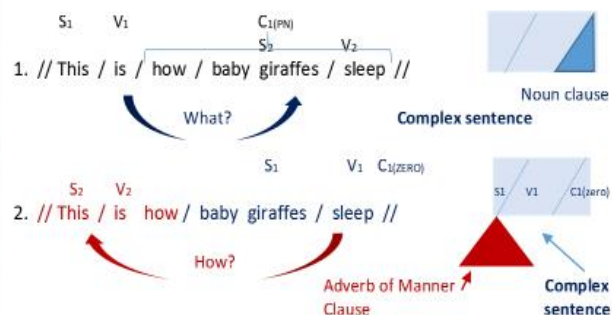 S1 V1 C1(PN)
S2 V2
1. // This / is / how / baby giraffes / sleep //
Noun clause
What?
Complex sentence
S1 V1 C1(ZERO)
S2 V2
S1 V1 C1(zero)
2. // This / is how / baby giraffes / sleep //
How?
Adverb of Manner
Clause
Complex
sentence